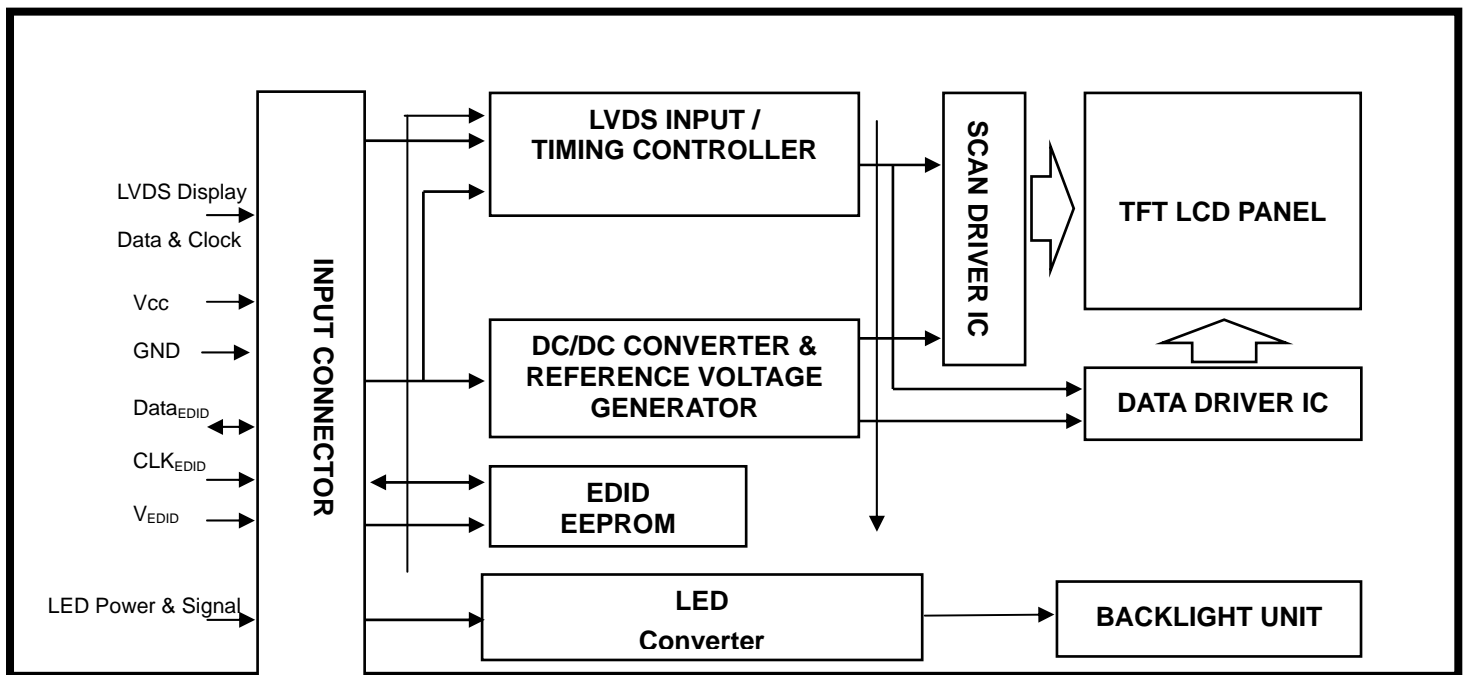 LVDS Display
Data & Clock
Vcc
GND
DataEDID
CLKEDID
VEDID
LED Power & Signal
INPUT CONNECTOR
LVDS INPUT /
TIMING CONTROLLER
DC/DC CONVERTER &
REFERENCE VOLTAGE
GENERATOR
EDID
EEPROM
LED
Converter
SCAN DRIVER IC
TFT LCD PANEL
DATA DRIVER IC
BACKLIGHT UNIT